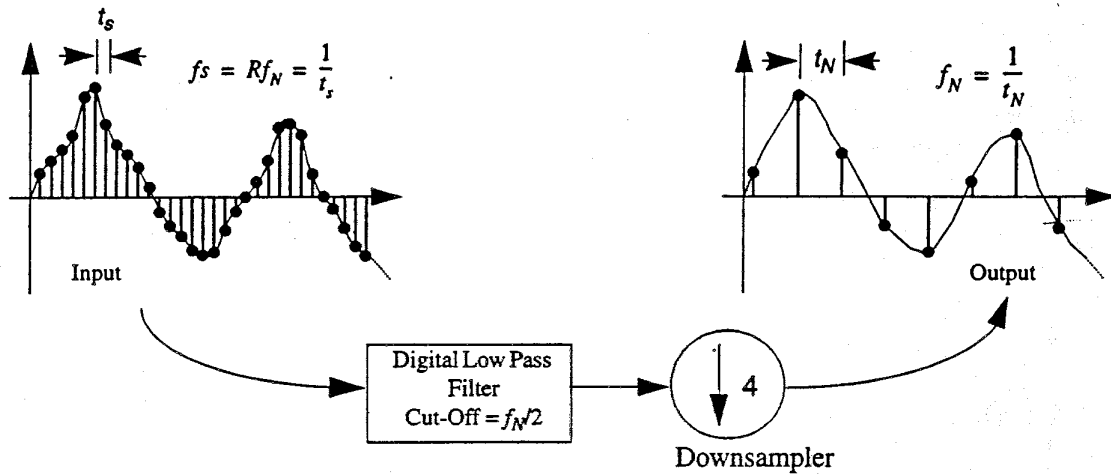 t_s
fs = Rf_N = 1/t_s
Input
t_N
f_N = 1/t_N
Output
Digital Low Pass
Filter
Cut-Off = f_N/2
↓ 4
Downsampler